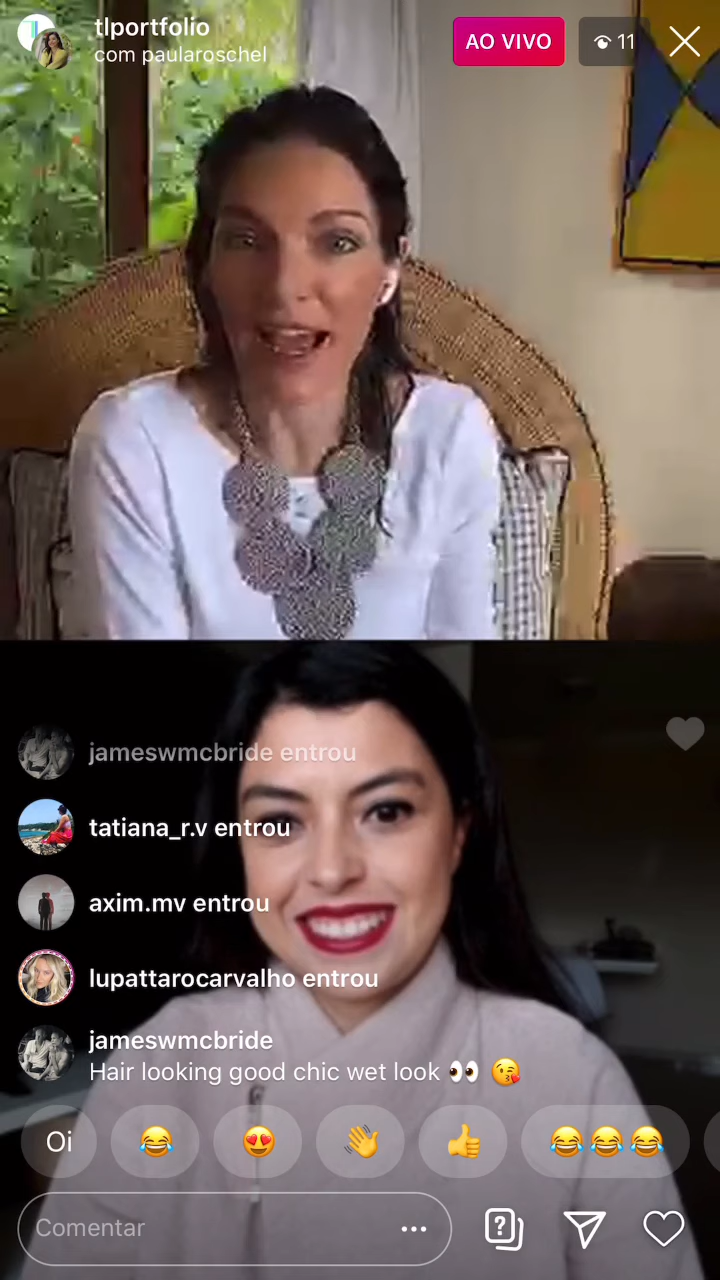 tlportfolio
com paularoschel
AO VIVO
11
jameswmcbride entrou
tatiana_r.v entrou
axim.mv entrou
lupattarocarvalho entrou
jameswmcbride
Hair looking good chic wet look 👀 😘
Oi 😂 😍 👋 👍 😂😂😂
Comentar